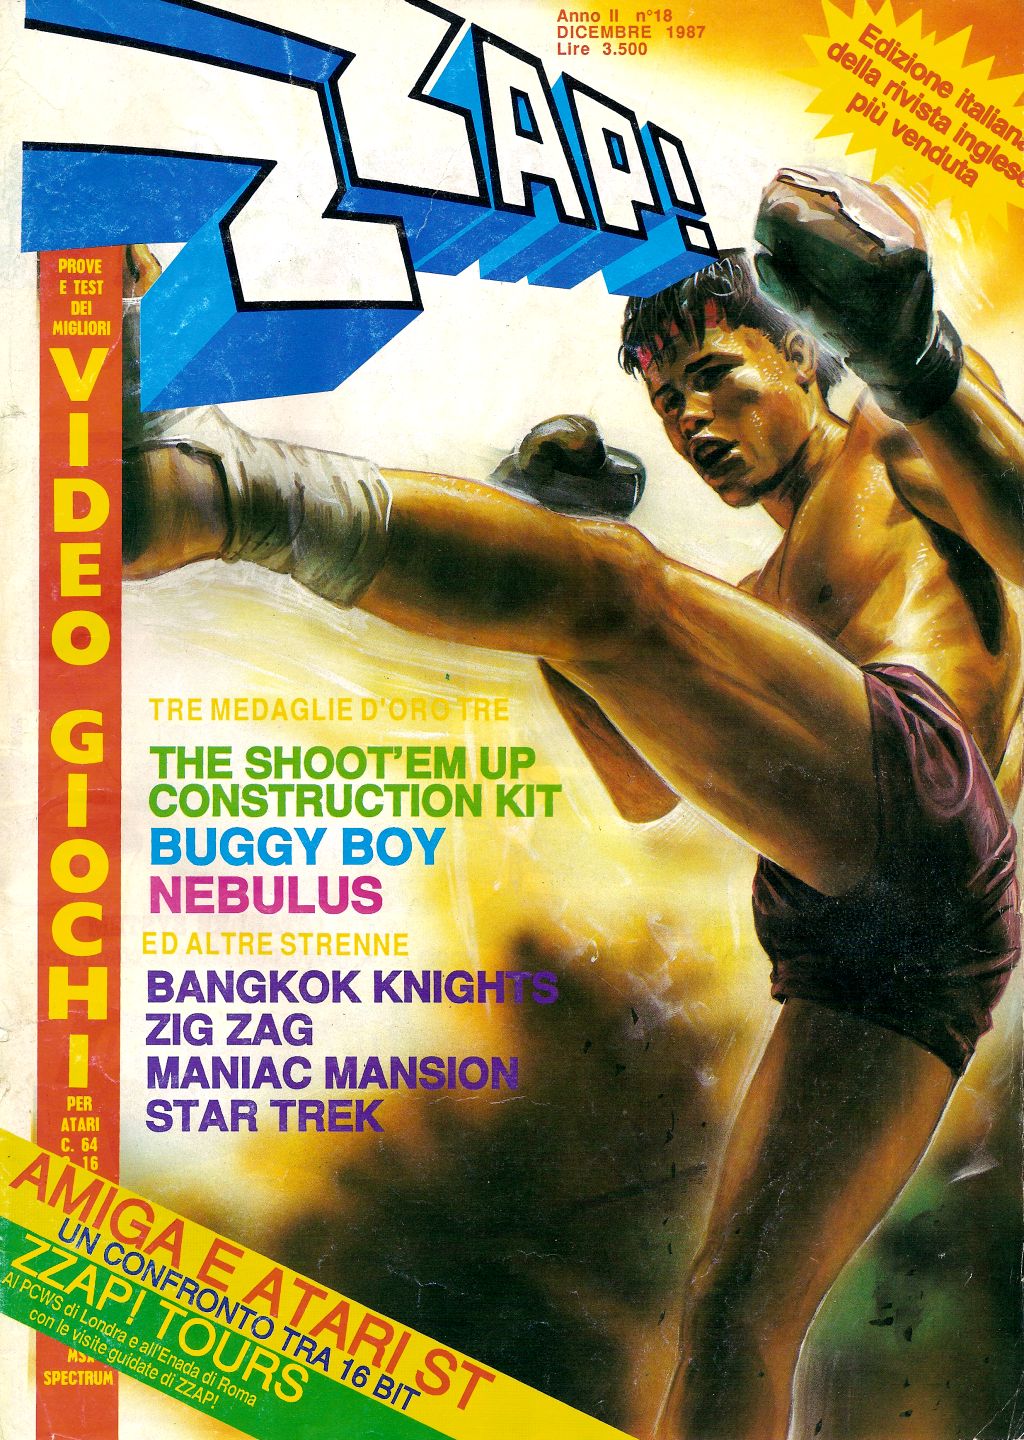 Anno II n°18
DICEMBRE 1987
Lire 3.500
ZZAP!
Edizione italiana
della rivista inglese
più venduta
PROVE
E TEST
DEI
MIGLIORI
VIDEO GIOCHI
PER
ATARI
C. 64
16
MSX
SPECTRUM
TRE MEDAGLIE D'ORO TRE
THE SHOOT'EM UP
CONSTRUCTION KIT
BUGGY BOY
NEBULUS
ED ALTRE STRENNE
BANGKOK KNIGHTS
ZIG ZAG
MANIAC MANSION
STAR TREK
AMIGA E ATARI ST
UN CONFRONTO TRA 16 BIT
ZZAP! TOURS
Al PCWS di Londra e all'Enada di Roma
con le visite guidate di ZZAP!